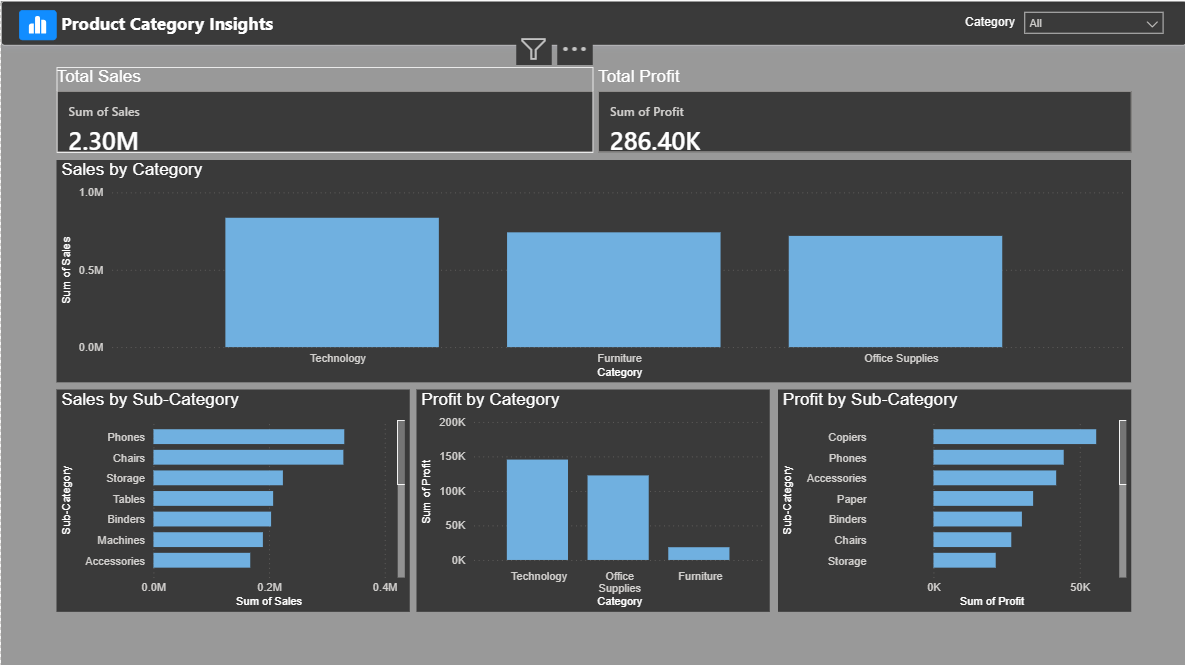 Product Category Insights
Category
All
Total Sales
Total Profit
Sum of Sales
2.30M
Sum of Profit
286.40K
Sales by Category
1.0M
0.5M
0.0M
Sum of Sales
Technology
Furniture
Office Supplies
Category
Sales by Sub-Category
Sub-Category
Phones
Chairs
Storage
Tables
Binders
Machines
Accessories
0.0M
0.2M
0.4M
Sum of Sales
Profit by Category
200K
150K
100K
50K
0K
Sum of Profit
Technology
Office
Supplies
Furniture
Category
Profit by Sub-Category
Sub-Category
Copiers
Phones
Accessories
Paper
Binders
Chairs
Storage
0K
50K
Sum of Profit